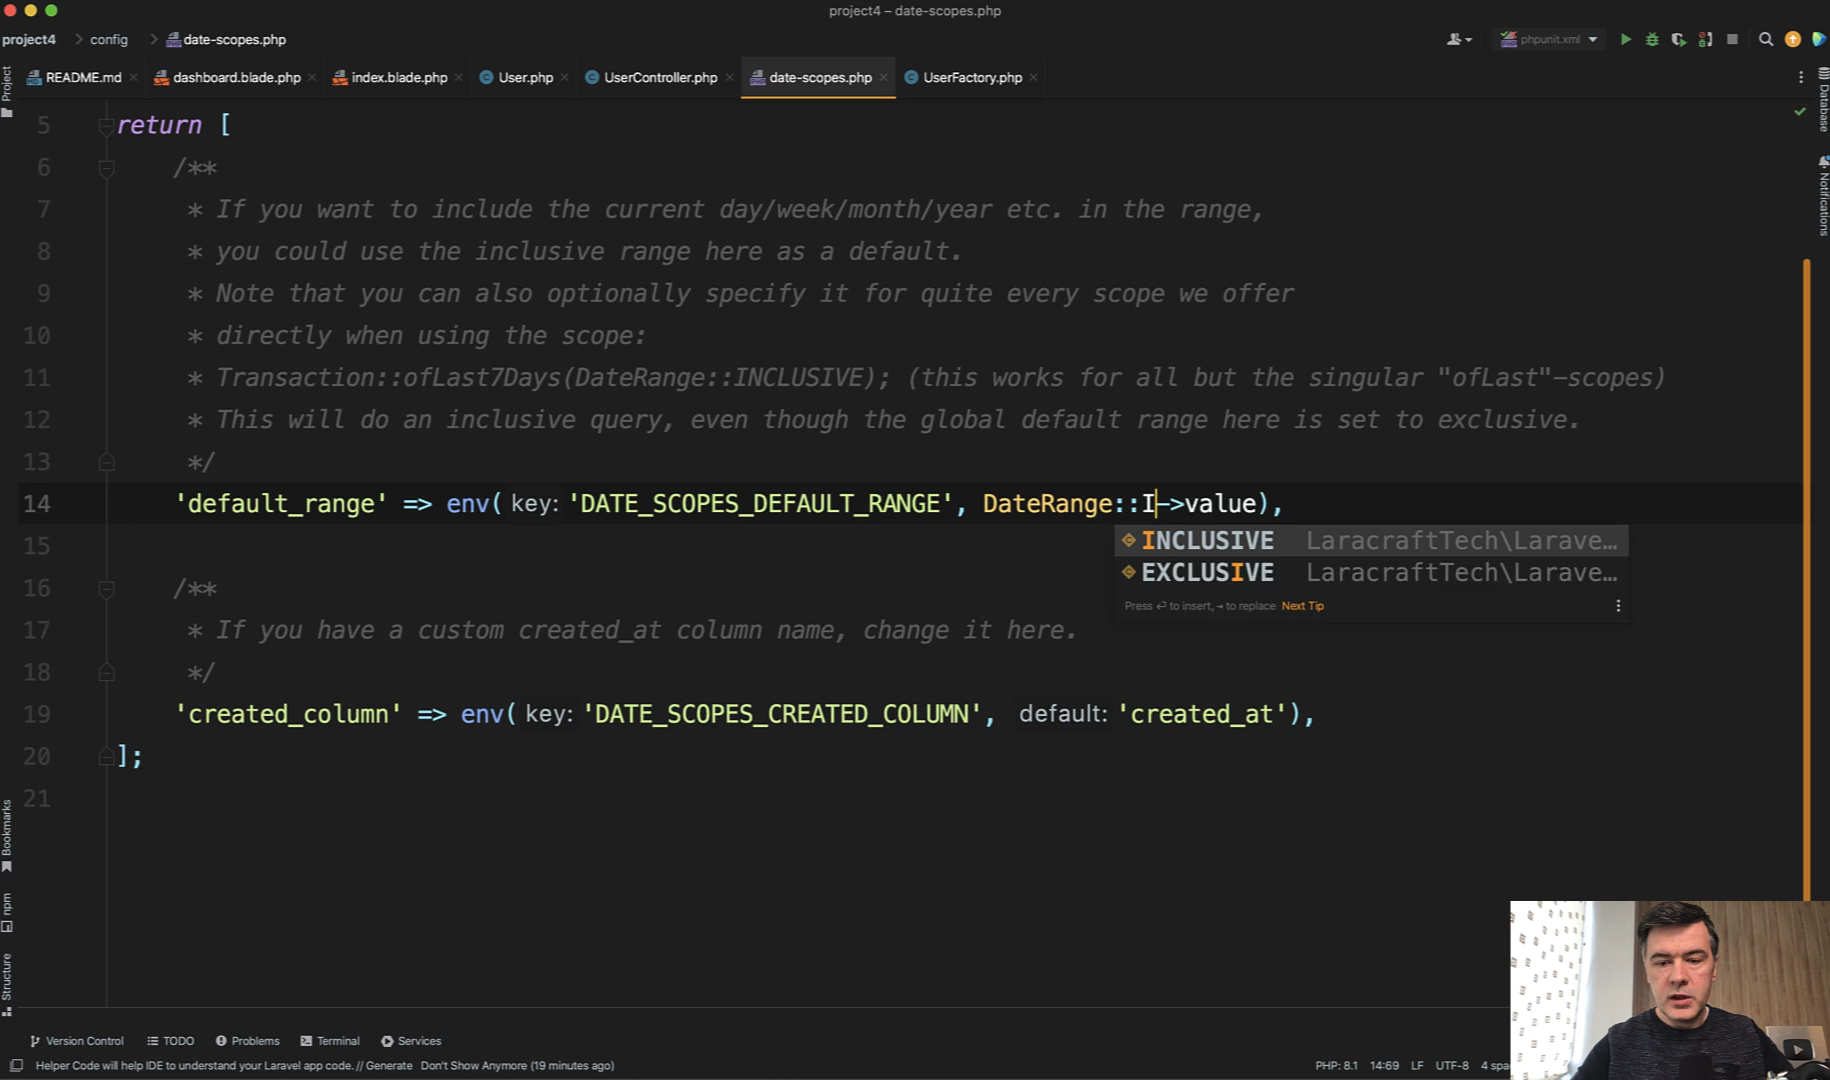 project4 – date-scopes.php
project4 > config > date-scopes.php
phpunit.xml
README.md
dashboard.blade.php
index.blade.php
User.php
UserController.php
date-scopes.php
UserFactory.php
Project
Database
Notifications
5 return [
6 /**
7 * If you want to include the current day/week/month/year etc. in the range,
8 * you could use the inclusive range here as a default.
9 * Note that you can also optionally specify it for quite every scope we offer
10 * directly when using the scope:
11 * Transaction::ofLast7Days(DateRange::INCLUSIVE); (this works for all but the singular "ofLast"-scopes)
12 * This will do an inclusive query, even though the global default range here is set to exclusive.
13 */
14 'default_range' => env( key: 'DATE_SCOPES_DEFAULT_RANGE', DateRange::I->value),
INCLUSIVE LaracraftTech\Larave…
EXCLUSIVE LaracraftTech\Larave…
Press ↵ to insert, ⇥ to replace Next Tip
15
16 /**
17 * If you have a custom created_at column name, change it here.
18 */
19 'created_column' => env( key: 'DATE_SCOPES_CREATED_COLUMN', default: 'created_at'),
20 ];
21
Bookmarks
npm
Structure
Version Control TODO Problems Terminal Services
Helper Code will help IDE to understand your Laravel app code. // Generate Don't Show Anymore (19 minutes ago)
PHP: 8.1 14:69 LF UTF-8 4 spa